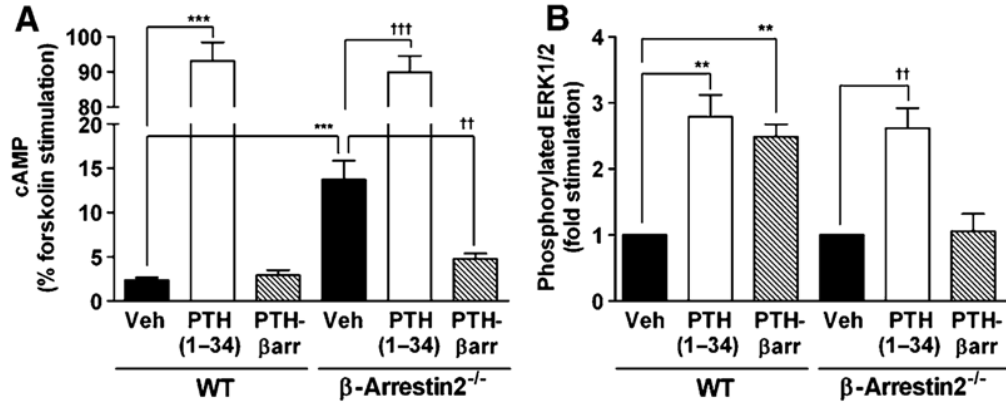 A
cAMP
(% forskolin stimulation)
100
90
80
20
15
10
5
0
***
†††
***
††
Veh PTH PTH- Veh PTH PTH-
(1–34) βarr (1–34) βarr
WT β-Arrestin2-/-
B
Phosphorylated ERK1/2
(fold stimulation)
4
3
2
1
0
**
**
††
Veh PTH PTH- Veh PTH PTH-
(1–34) βarr (1–34) βarr
WT β-Arrestin2-/-